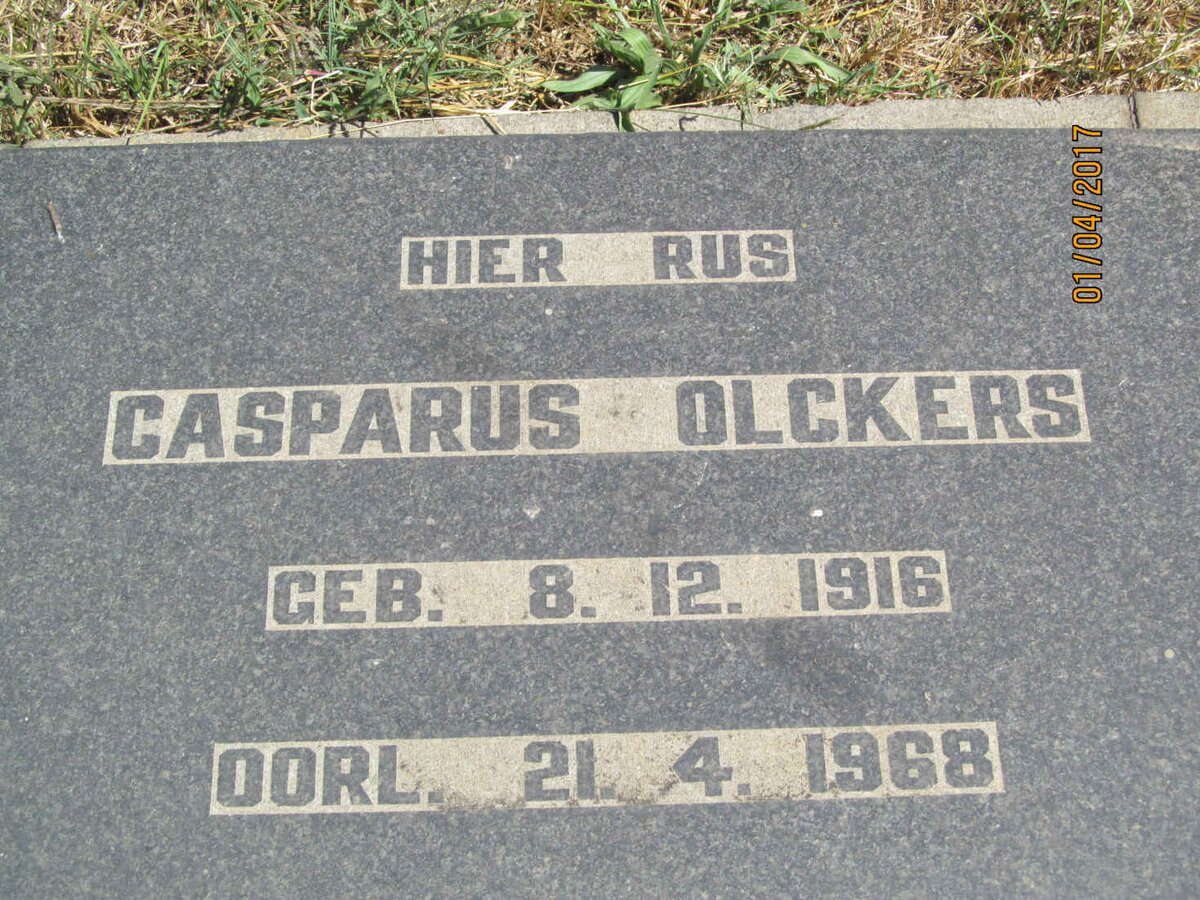 HIER RUS
CASPARUS OLCKERS
GEB. 8. 12. 1916
OORL. 21. 4. 1968
01/04/2017